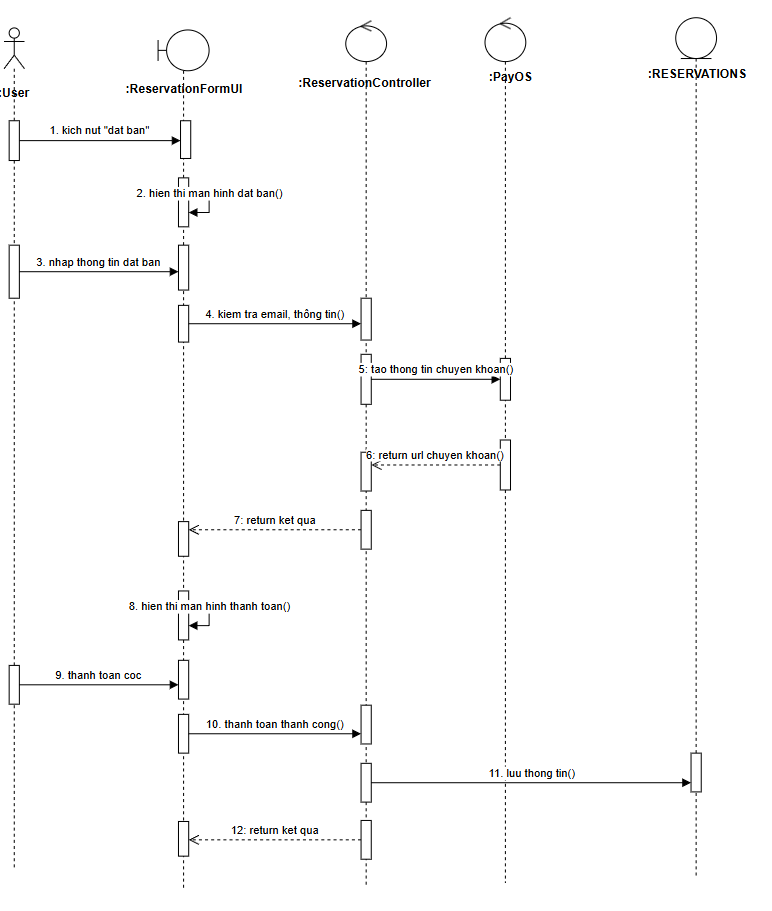 :User
:ReservationFormUI
:ReservationController
:PayOS
:RESERVATIONS
1. kich nut "dat ban"
2. hien thi man hinh dat ban()
3. nhap thong tin dat ban
4. kiem tra email, thông tin()
5: tao thong tin chuyen khoan()
6: return url chuyen khoan()
7: return ket qua
8. hien thi man hinh thanh toan()
9. thanh toan coc
10. thanh toan thanh cong()
11. luu thong tin()
12: return ket qua